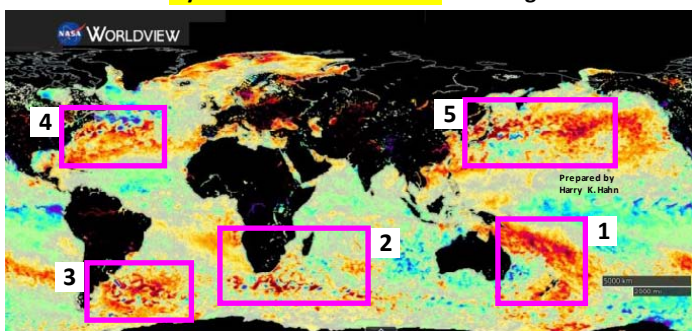 NASA WORLDVIEW
4
5
Prepared by
Harry K. Hahn
1
2
3
5000 km
2000 mi